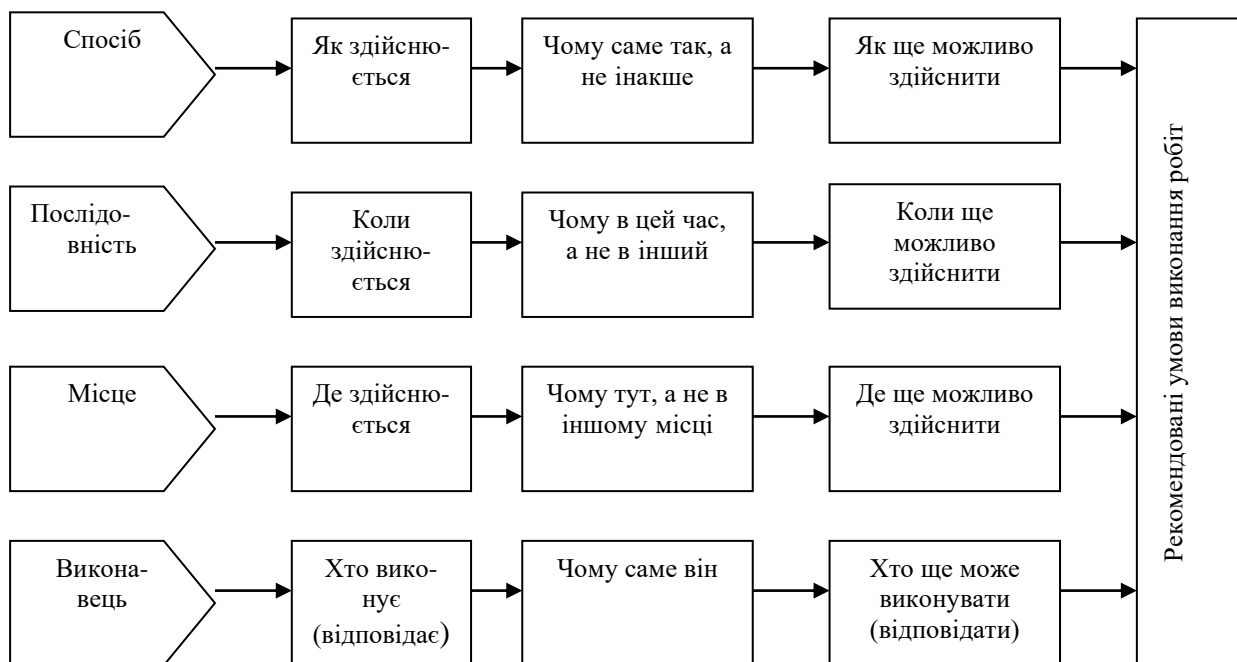 Спосіб
Як здійсню-
ється
Чому саме так, а
не інакше
Як ще можливо
здійснити
Послідо-
вність
Коли
здійсню-
ється
Чому в цей час,
а не в інший
Коли ще
можливо
здійснити
Місце
Де здійсню-
ється
Чому тут, а не в
іншому місці
Де ще можливо
здійснити
Викона-
вець
Хто вико-
нує
(відповідає)
Чому саме він
Хто ще може
виконувати
(відповідати)
Рекомендовані умови виконання робіт